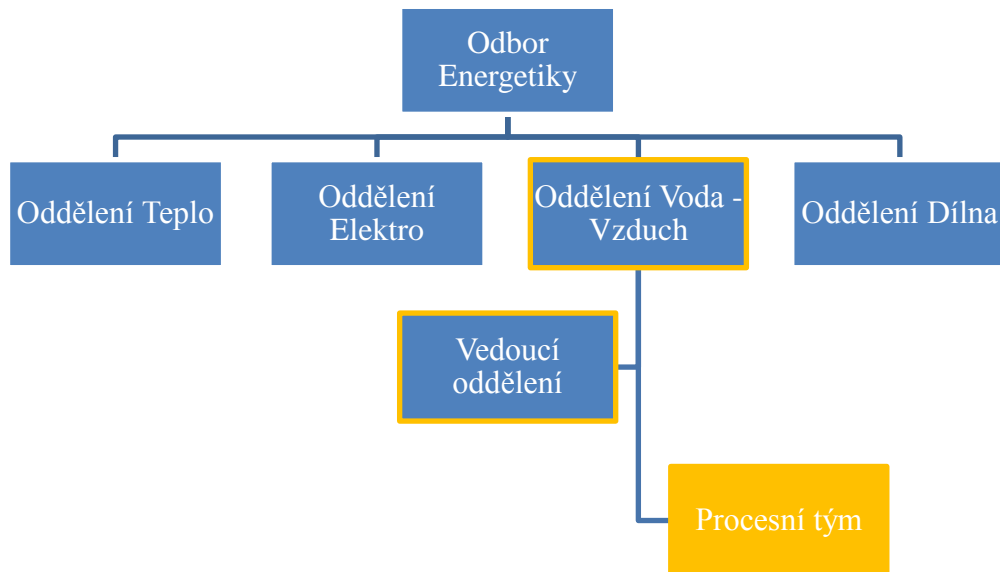 Odbor
Energetiky
Oddělení Teplo
Oddělení
Elektro
Oddělení Voda -
Vzduch
Oddělení Dílna
Vedoucí
oddělení
Procesní tým